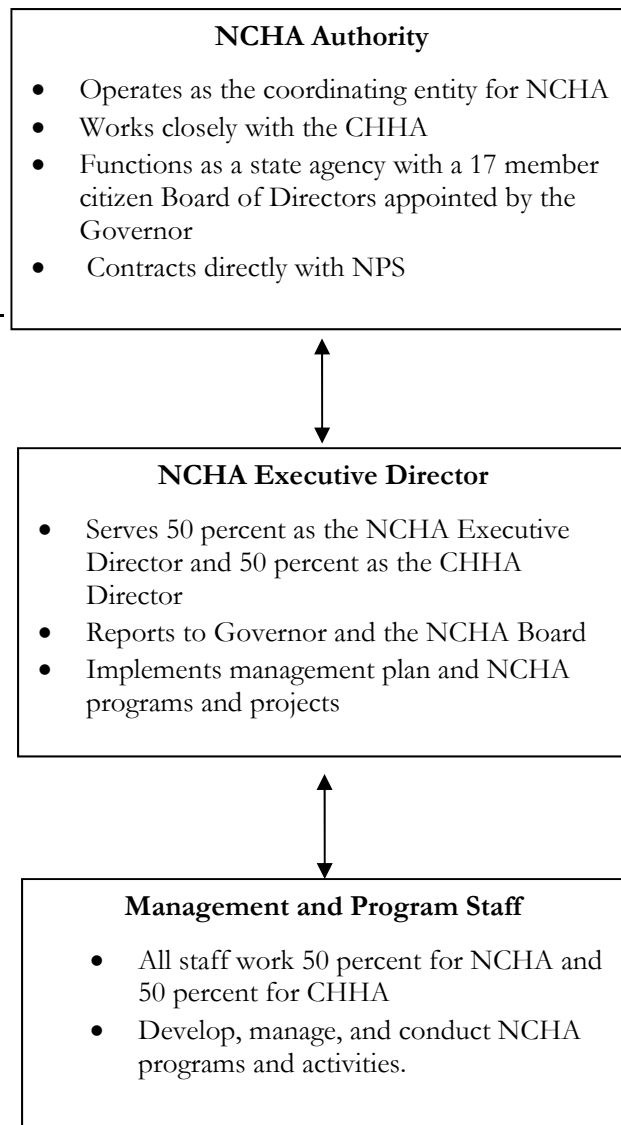 NCHA Authority
• Operates as the coordinating entity for NCHA
• Works closely with the CHHA
• Functions as a state agency with a 17 member
citizen Board of Directors appointed by the
Governor
• Contracts directly with NPS
NCHA Executive Director
• Serves 50 percent as the NCHA Executive
Director and 50 percent as the CHHA
Director
• Reports to Governor and the NCHA Board
• Implements management plan and NCHA
programs and projects
Management and Program Staff
• All staff work 50 percent for NCHA and
50 percent for CHHA
• Develop, manage, and conduct NCHA
programs and activities.